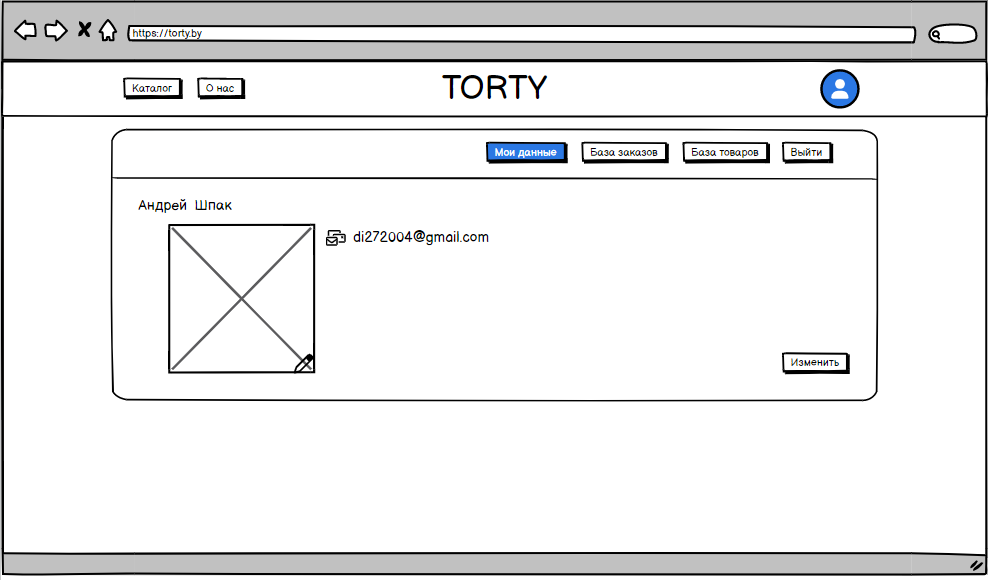 https://torty.by
Каталог О нас TORTY
Мои данные База заказов База товаров Выйти
Андрей Шпак
di272004@gmail.com
Изменить